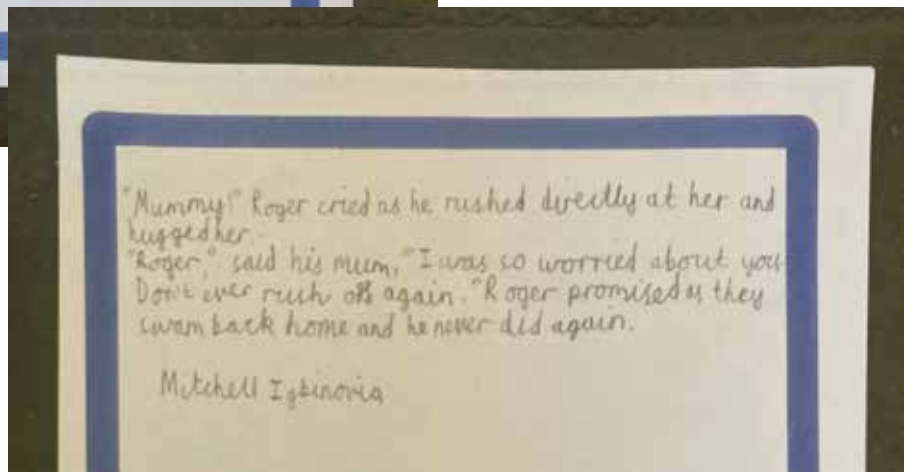 "Mummy!" Roger cried as he rushed directly at her and
hugged her.
"Roger," said his mum, "I was so worried about you
Don't ever rush off again." Roger promised as they
swam back home and he never did again.
Mitchell Igbinovia